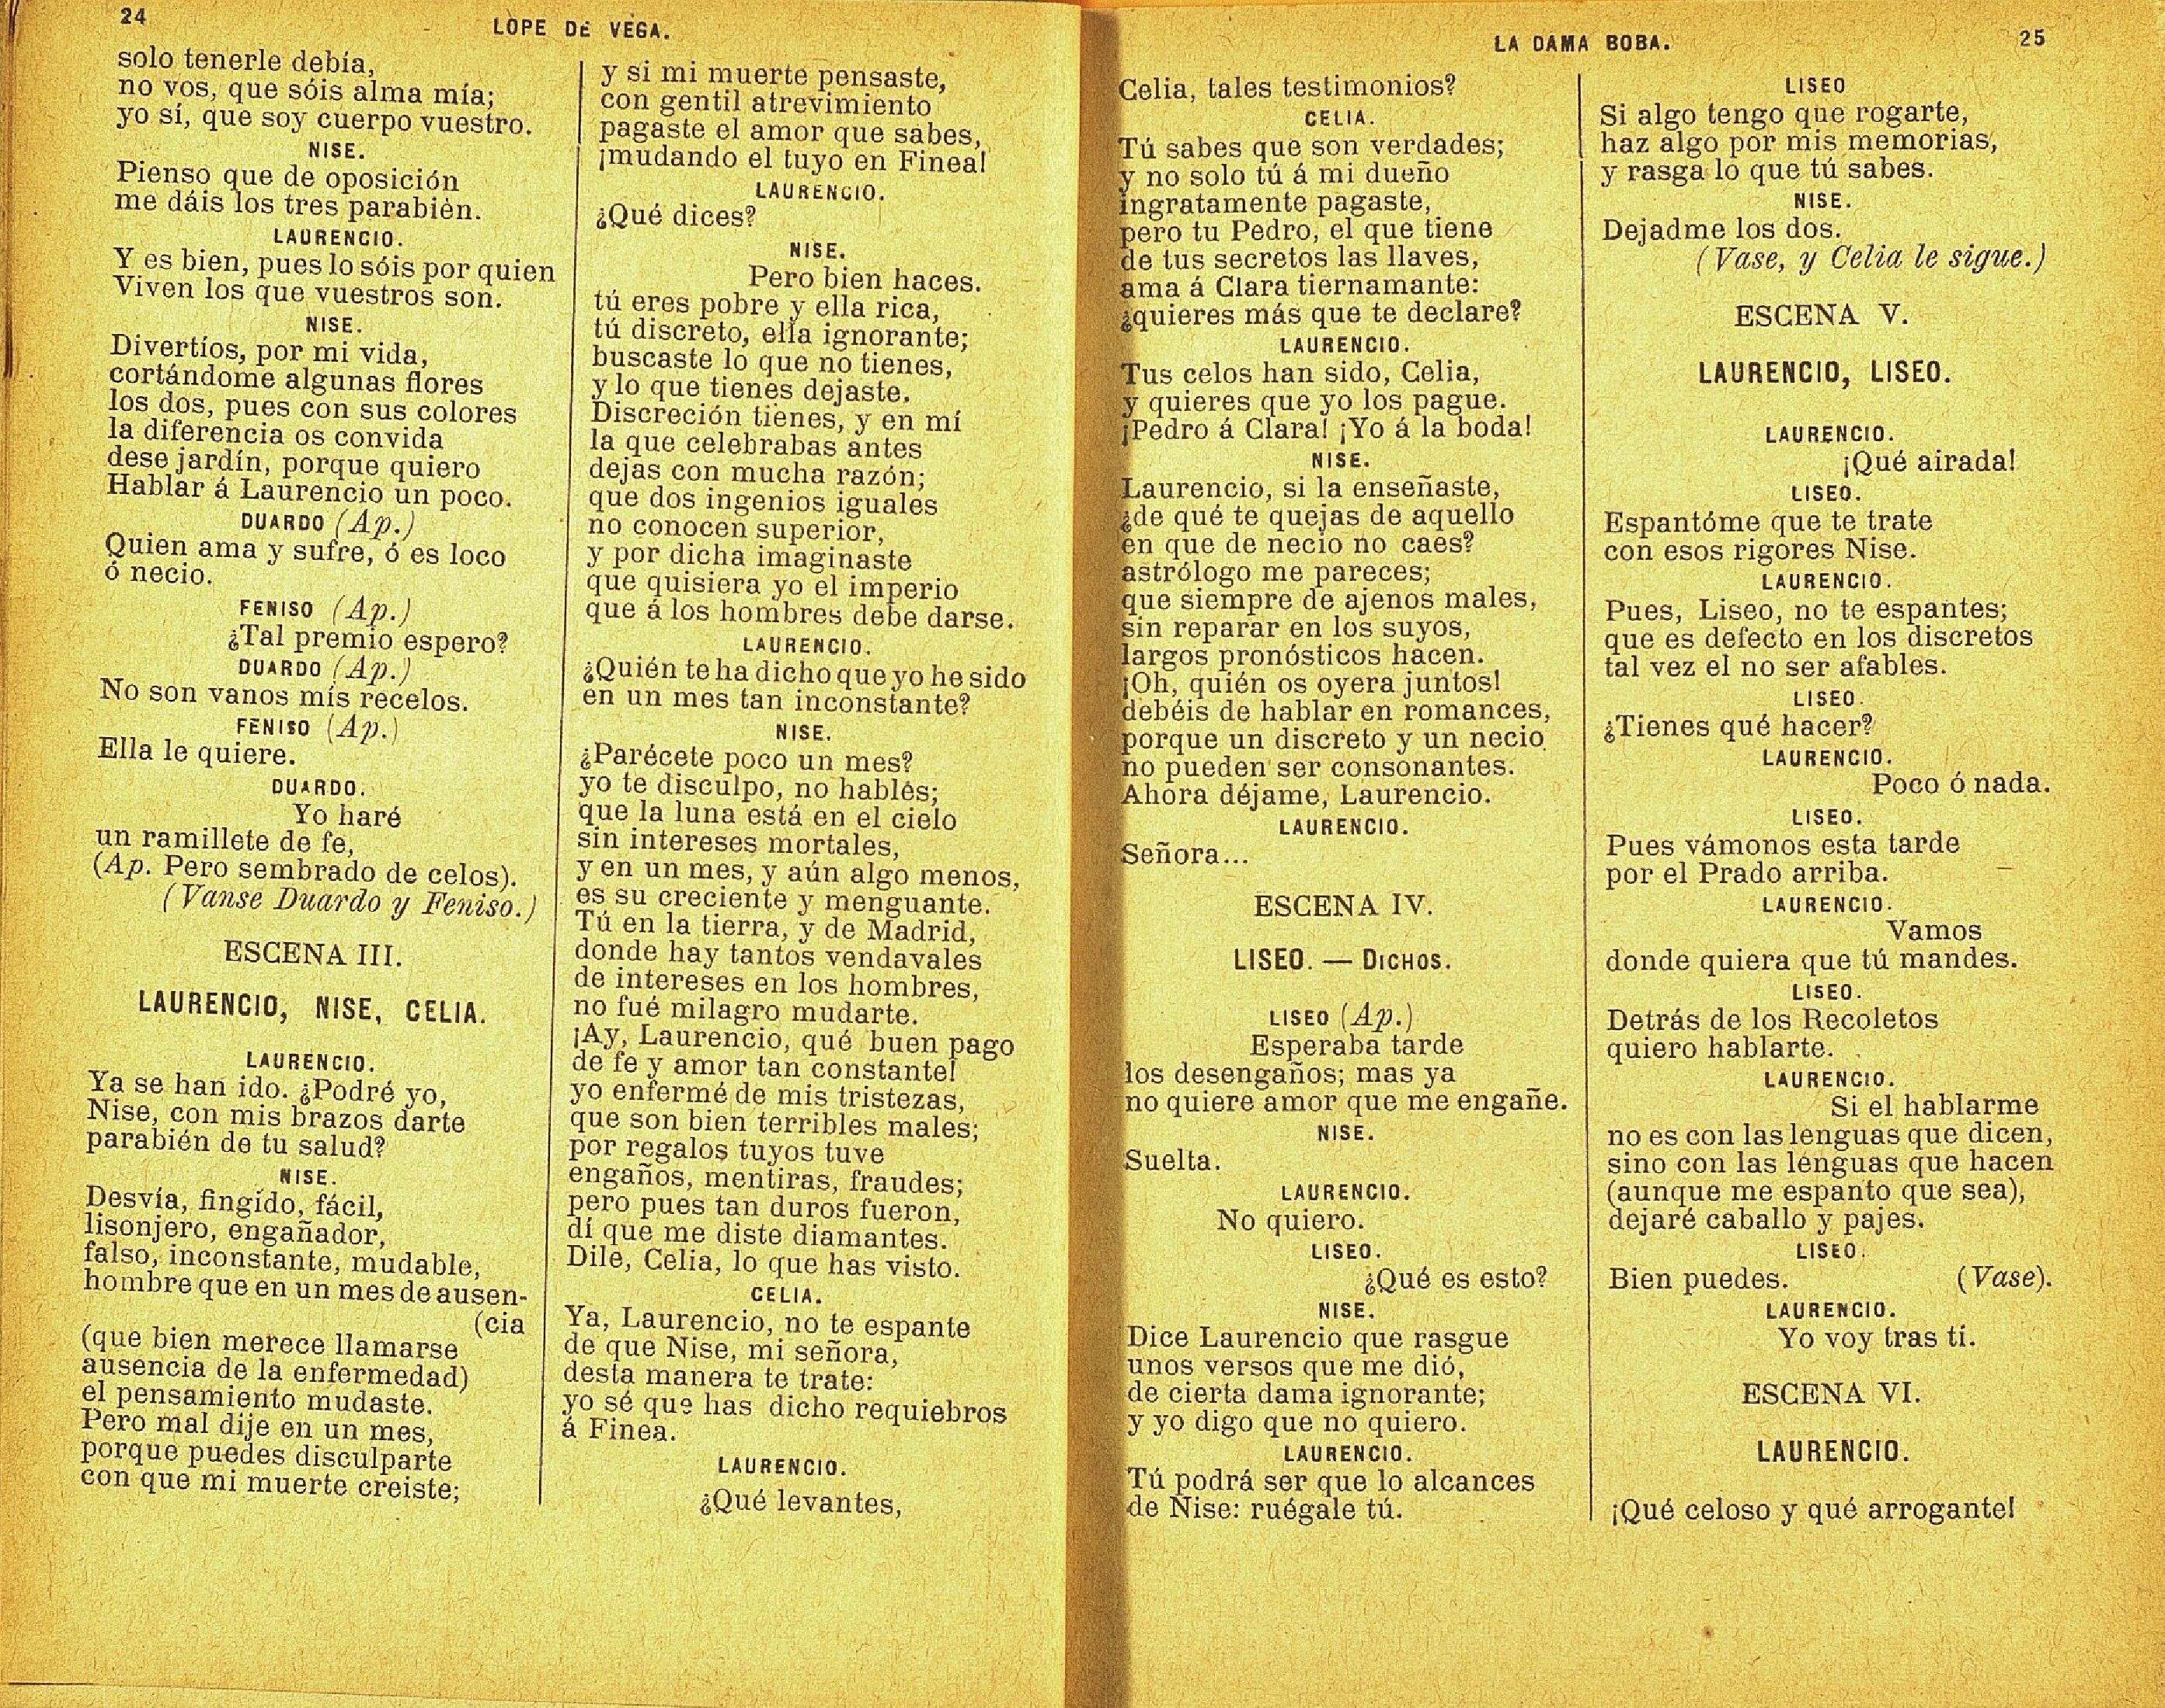 24
LOPE DE VEGA.
solo tenerle debía,
no vos, que sóis alma mía;
yo sí, que soy cuerpo vuestro.
NISE.
Pienso que de oposición
me dáis los tres parabién.
LAURENCIO.
Y es bien, pues lo sóis por quien
Viven los que vuestros son.
NISE.
Divertíos, por mi vida,
cortándome algunas flores
los dos, pues con sus colores
la diferencia os convida
dese jardín, porque quiero
Hablar á Laurencio un poco.
DUARDO (Ap.)
Quien ama y sufre, ó es loco
ó necio.
FENISO (Ap.)
¿Tal premio espero?
DUARDO (Ap.)
No son vanos mis recelos.
FENISO (Ap.)
Ella le quiere.
DUARDO.
Yo haré
un ramillete de fe,
(Ap. Pero sembrado de celos).
(Vanse Duardo y Feniso.)
ESCENA III.
LAURENCIO, NISE, CELIA.
LAURENCIO.
Ya se han ido. ¿Podré yo,
Nise, con mis brazos darte
parabién de tu salud?
NISE.
Desvía, fingido, fácil,
lisonjero, engañador,
falso, inconstante, mudable,
hombre que en un mes de ausen-
(cia
(que bien merece llamarse
ausencia de la enfermedad)
el pensamiento mudaste.
Pero mal dije en un mes,
porque puedes disculparte
con que mi muerte creiste;
y si mi muerte pensaste,
con gentil atrevimiento
pagaste el amor que sabes,
¡mudando el tuyo en Finea!
LAURENCIO.
¿Qué dices?
NISE.
Pero bien haces.
tú eres pobre y ella rica,
tú discreto, ella ignorante;
buscaste lo que no tienes,
y lo que tienes dejaste.
Discreción tienes, y en mí
la que celebrabas antes
dejas con mucha razón;
que dos ingenios iguales
no conocen superior,
y por dicha imaginaste
que quisiera yo el imperio
que á los hombres debe darse.
LAURENCIO.
¿Quién te ha dicho que yo he sido
en un mes tan inconstante?
NISE.
¿Parécete poco un mes?
yo te disculpo, no hables;
que la luna está en el cielo
sin intereses mortales,
y en un mes, y aún algo menos,
es su creciente y menguante.
Tú en la tierra, y de Madrid,
donde hay tantos vendavales
de intereses en los hombres,
no fué milagro mudarte.
¡Ay, Laurencio, qué buen pago
de fe y amor tan constante!
yo enfermé de mis tristezas,
que son bien terribles males;
por regalos tuyos tuve
engaños, mentiras, fraudes;
pero pues tan duros fueron,
dí que me diste diamantes.
Dile, Celia, lo que has visto.
CELIA.
Ya, Laurencio, no te espante
de que Nise, mi señora,
desta manera te trate:
yo sé que has dicho requiebros
á Finea.
LAURENCIO.
¿Qué levantes,
LA DAMA BOBA.
25
Celia, tales testimonios?
CELIA.
Tú sabes que son verdades;
y no solo tú á mi dueño
ingratamente pagaste,
pero tu Pedro, el que tiene
de tus secretos las llaves,
ama á Clara tiernamante:
¿quieres más que te declare?
LAURENCIO.
Tus celos han sido, Celia,
y quieres que yo los pague.
¡Pedro á Clara! ¡Yo á la boda!
NISE.
Laurencio, si la enseñaste,
¿de qué te quejas de aquello
en que de necio no caes?
astrólogo me pareces;
que siempre de ajenos males,
sin reparar en los suyos,
largos pronósticos hacen.
¡Oh, quién os oyera juntos!
debéis de hablar en romances,
porque un discreto y un necio
no pueden ser consonantes.
Ahora déjame, Laurencio.
LAURENCIO.
Señora...
ESCENA IV.
LISEO. — DICHOS.
LISEO (Ap.)
Esperaba tarde
los desengaños; mas ya
no quiere amor que me engañe.
NISE.
Suelta.
LAURENCIO.
No quiero.
LISEO.
¿Qué es esto?
NISE.
Dice Laurencio que rasgue
unos versos que me dió,
de cierta dama ignorante;
y yo digo que no quiero.
LAURENCIO.
Tú podrá ser que lo alcances
de Nise: ruégale tú.
LISEO
Si algo tengo que rogarte,
haz algo por mis memorias,
y rasga lo que tú sabes.
NISE.
Dejadme los dos.
(Vase, y Celia le sigue.)
ESCENA V.
LAURENCIO, LISEO.
LAURENCIO.
¡Qué airada!
LISEO.
Espantóme que te trate
con esos rigores Nise.
LAURENCIO.
Pues, Liseo, no te espantes;
que es defecto en los discretos
tal vez el no ser afables.
LISEO.
¿Tienes qué hacer?
LAURENCIO.
Poco ó nada.
LISEO.
Pues vámonos esta tarde
por el Prado arriba.
LAURENCIO.
Vamos
donde quiera que tú mandes.
LISEO.
Detrás de los Recoletos
quiero hablarte.
LAURENCIO.
Si el hablarme
no es con las lenguas que dicen,
sino con las lenguas que hacen
(aunque me espanto que sea),
dejaré caballo y pajes.
LISEO.
Bien puedes. (Vase).
LAURENCIO.
Yo voy tras tí.
ESCENA VI.
LAURENCIO.
¡Qué celoso y qué arrogante!